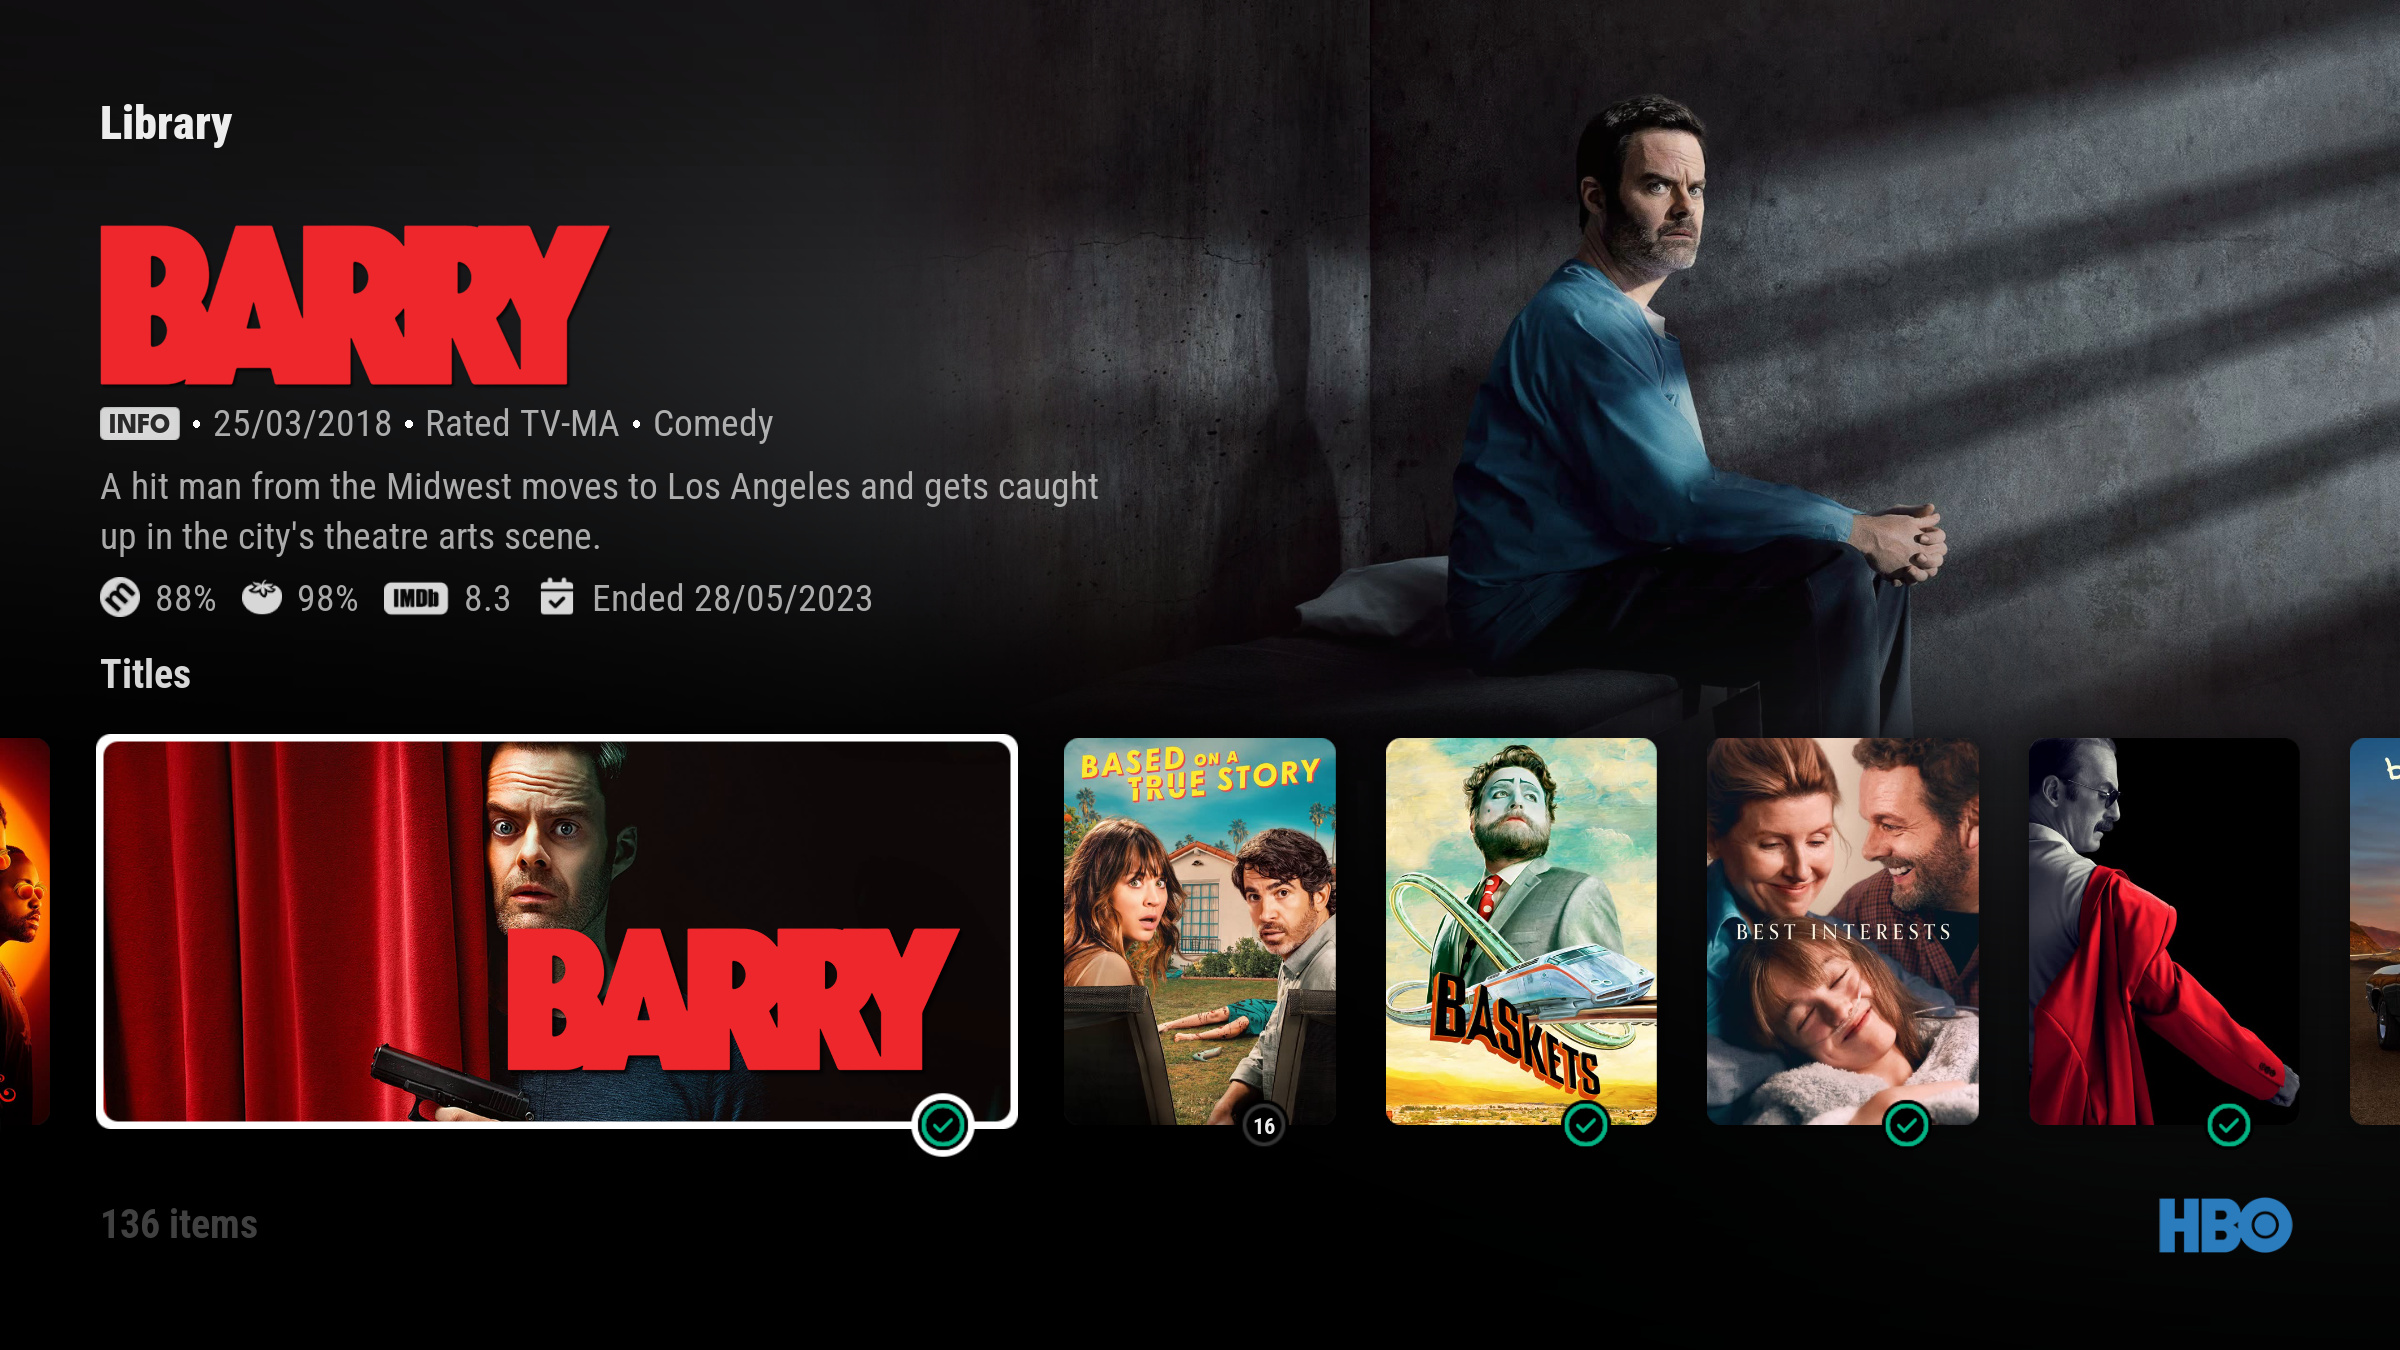 Library
BARRY
INFO • 25/03/2018 • Rated TV-MA • Comedy
A hit man from the Midwest moves to Los Angeles and gets caught
up in the city's theatre arts scene.
88% 98% IMDb 8.3 Ended 28/05/2023
Titles
BARRY
BASED ON A
TRUE STORY
16
BASKETS
BEST INTERESTS
136 items
HBO